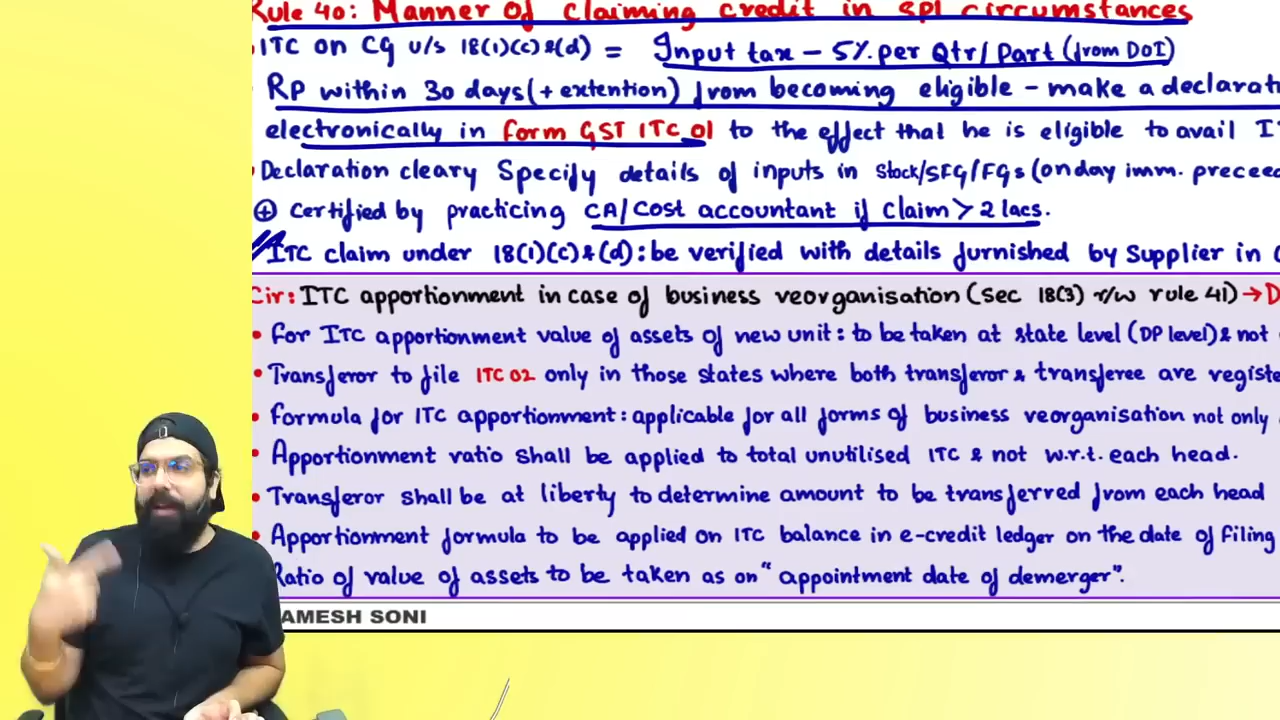 Rule 40: Manner of claiming credit in spl circumstances
• ITC on CG u/s 18(1)(c)&(d) = Input tax – 5% per Qtr/Part (from DOI)
• RP within 30 days (+ extention) from becoming eligible – make a declarat
electronically in form GST ITC 01 to the effect that he is eligible to avail I
• Declaration cleary Specify details of inputs in Stock/SFG/FGs (on day imm. preceed
⊕ Certified by practicing CA/Cost accountant if claim > 2 lacs.
ITC claim under 18(1)(c)&(d): be verified with details furnished by Supplier in
Cir: ITC apportionment in case of business reorganisation (Sec 18(3) r/w rule 41) → D
• For ITC apportionment value of assets of new unit: to be taken at state level (DP level) & not
• Transferor to file ITC 02 only in those states where both transferor & transferee are registe
• Formula for ITC apportionment: applicable for all forms of business reorganisation not only
• Apportionment ratio shall be applied to total unutilised ITC & not w.r.t. each head.
• Transferor shall be at liberty to determine amount to be transferred from each head
• Apportionment formula to be applied on ITC balance in e-credit ledger on the date of filing
Ratio of value of assets to be taken as on "appointment date of demerger".
AMESH SONI